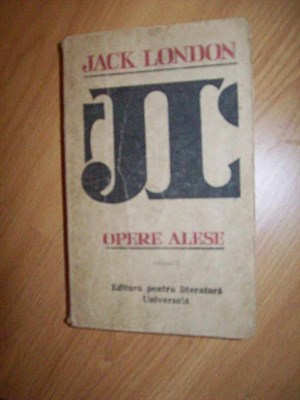 JACK LONDON
JL
OPERE ALESE
Editura pentru literatură
Universală